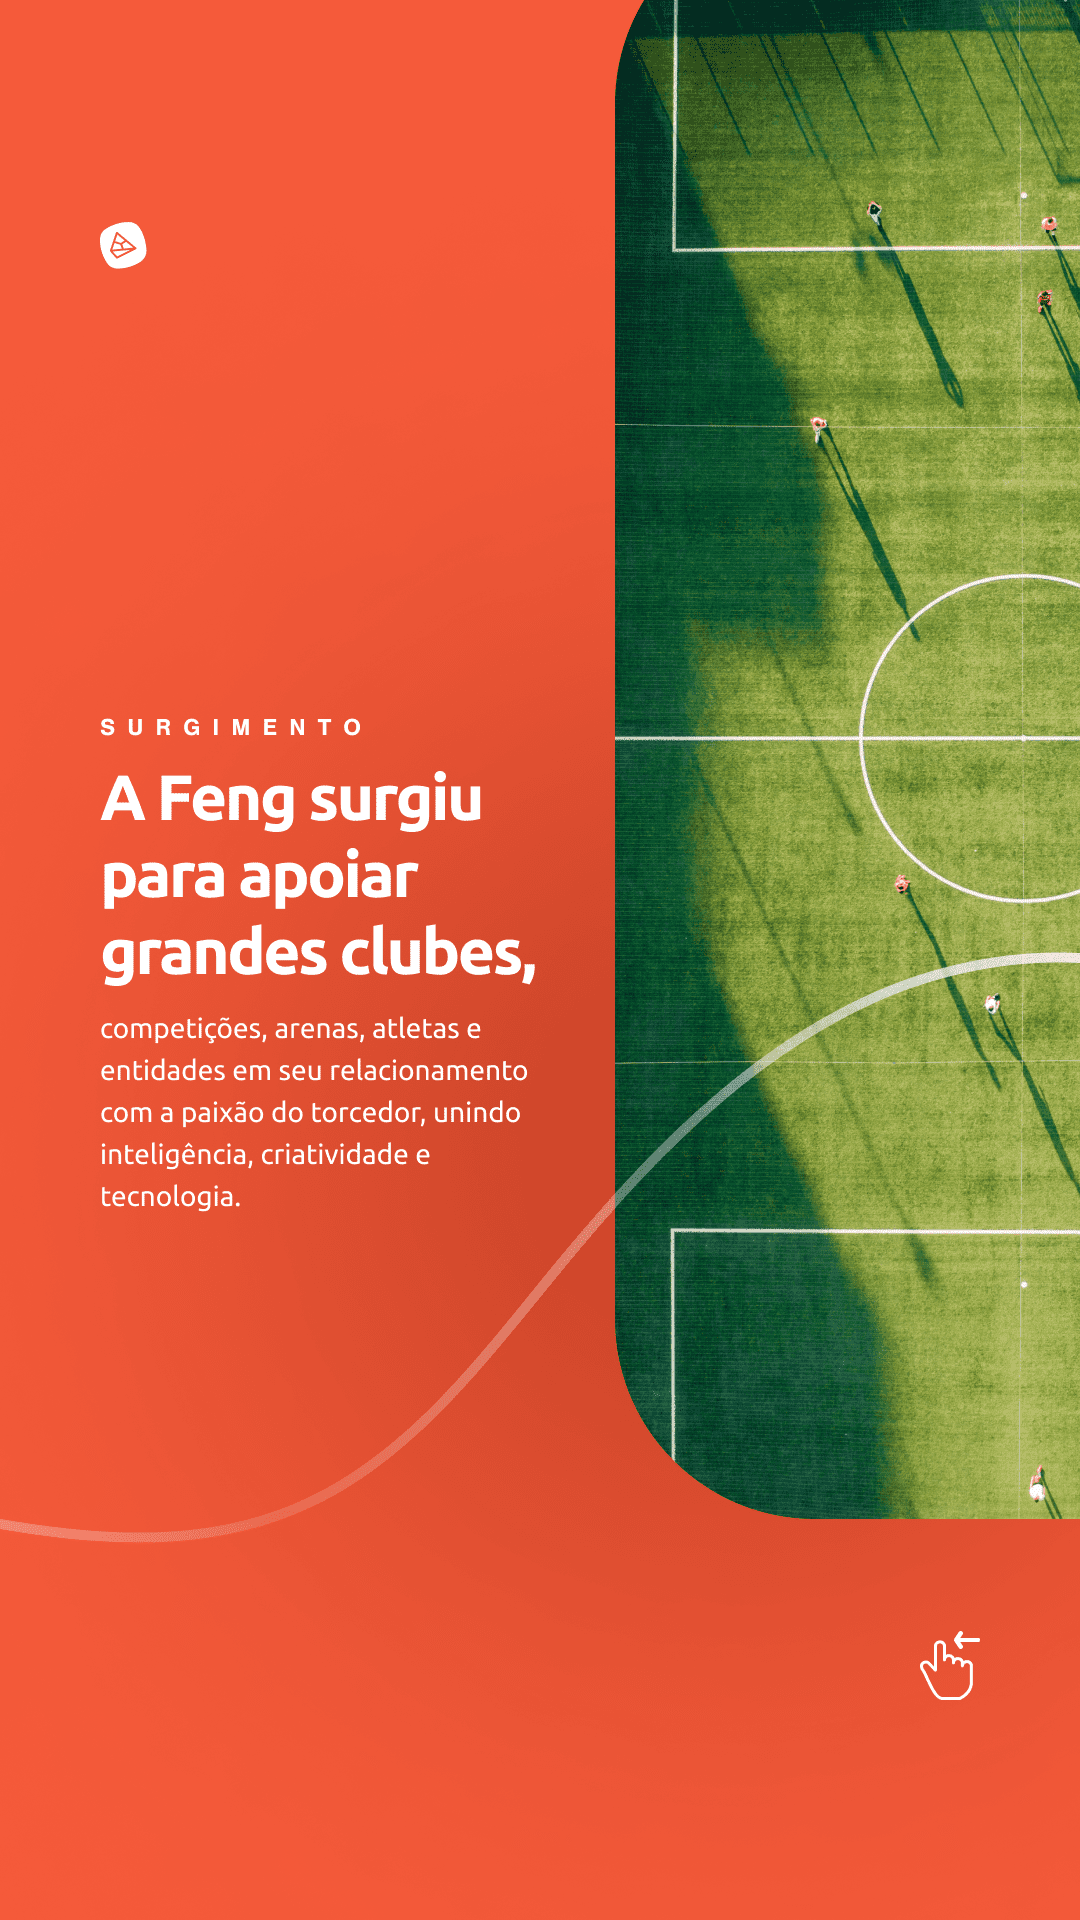 SURGIMENTO
A Feng surgiu
para apoiar
grandes clubes,
competições, arenas, atletas e
entidades em seu relacionamento
com a paixão do torcedor, unindo
inteligência, criatividade e
tecnologia.